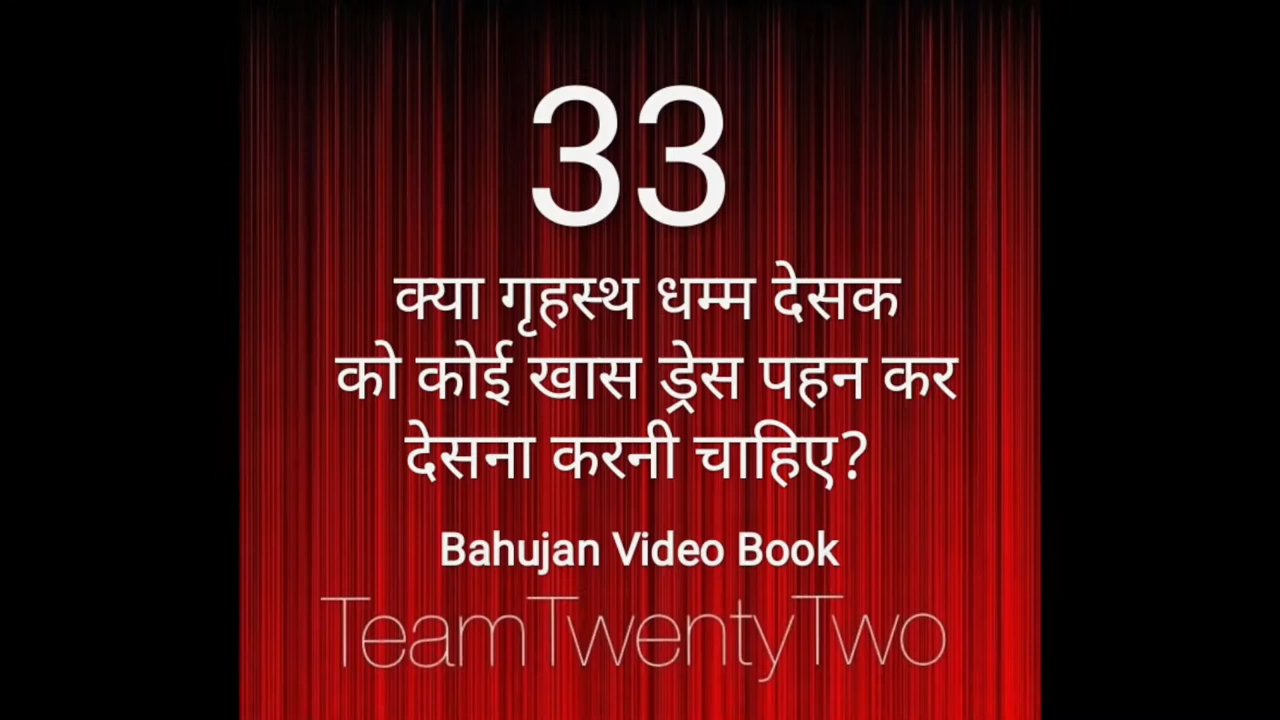 33
क्या गृहस्थ धम्म देसक
को कोई खास ड्रेस पहन कर
देसना करनी चाहिए?
Bahujan Video Book
TeamTwentyTwo